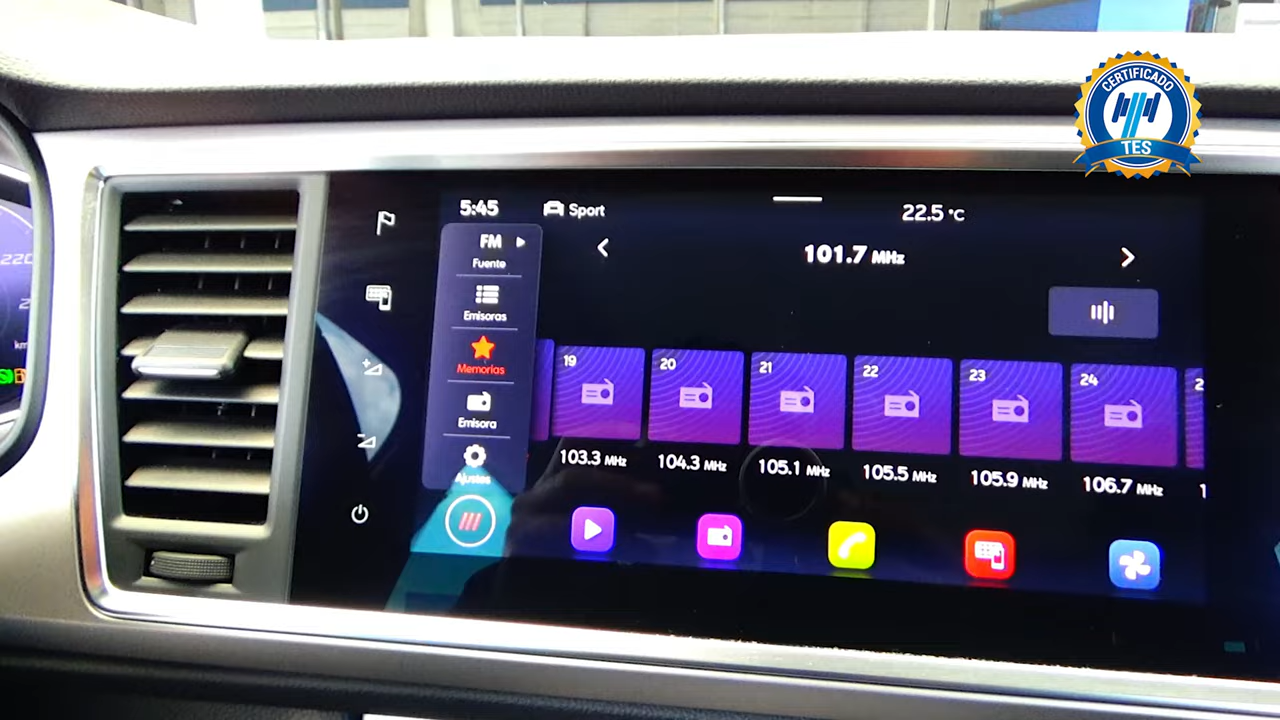 CERTIFICADO
TES
5:45
Sport
22.5 °C
FM
Fuente
101.7 MHz
Emisoras
Memorias
Emisora
Ajustes
19
20
21
22
23
24
103.3 MHz
104.3 MHz
105.1 MHz
105.5 MHz
105.9 MHz
106.7 MHz
220